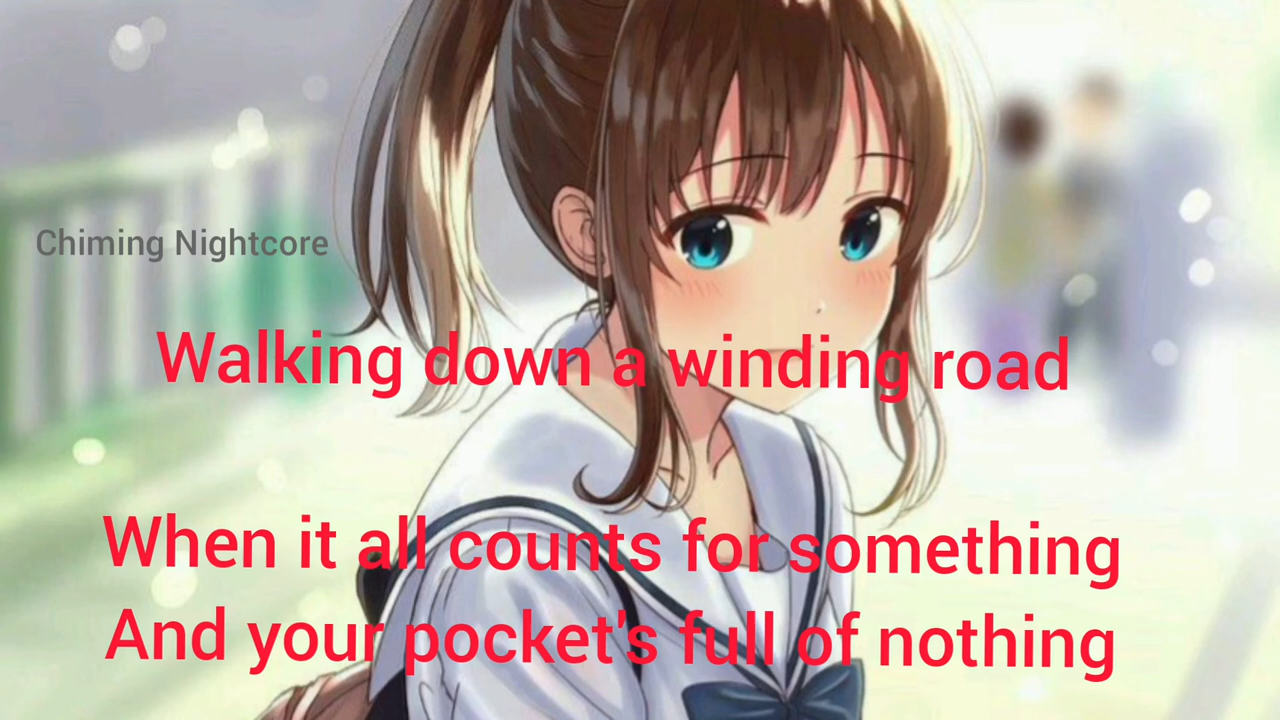 Chiming Nightcore
Walking down a winding road
When it all counts for something
And your pocket's full of nothing